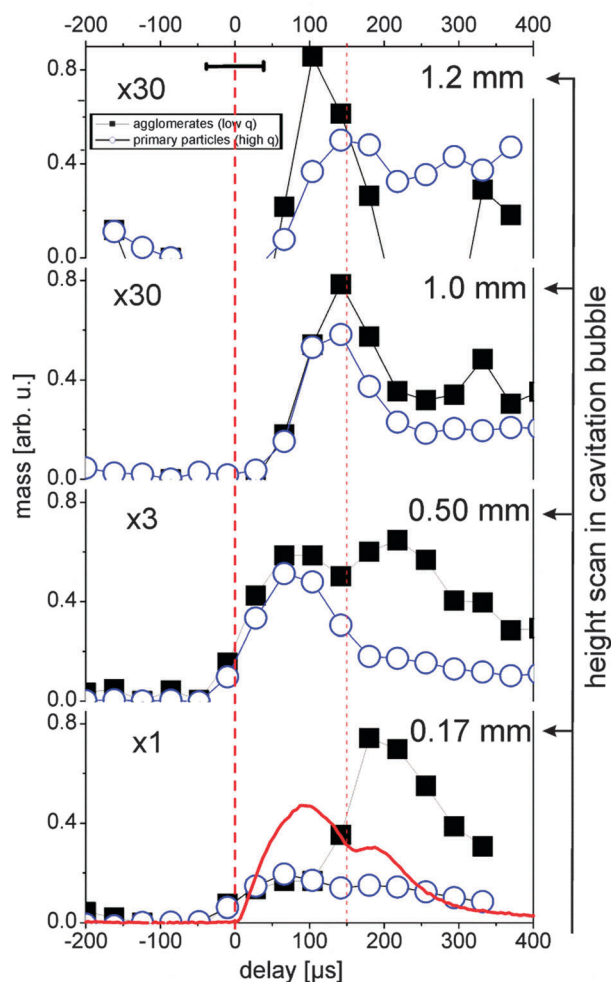 -200 -100 0 100 200 300 400
0.8
x30
1.2 mm
agglomerates (low q)
primary particles (high q)
0.4
0.0
0.8
x30
1.0 mm
0.4
0.0
0.8
x3
0.50 mm
0.4
0.0
0.8
x1
0.17 mm
0.4
0.0
-200 -100 0 100 200 300 400
delay [µs]
mass [arb. u.]
height scan in cavitation bubble